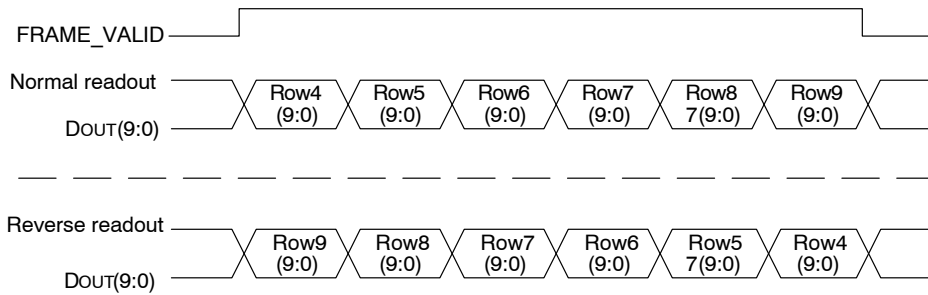 FRAME_VALID
Normal readout
Row4 Row5 Row6 Row7 Row8 Row9
(9:0) (9:0) (9:0) (9:0) 7(9:0) (9:0)
DOUT(9:0)
Reverse readout
Row9 Row8 Row7 Row6 Row5 Row4
(9:0) (9:0) (9:0) (9:0) 7(9:0) (9:0)
DOUT(9:0)